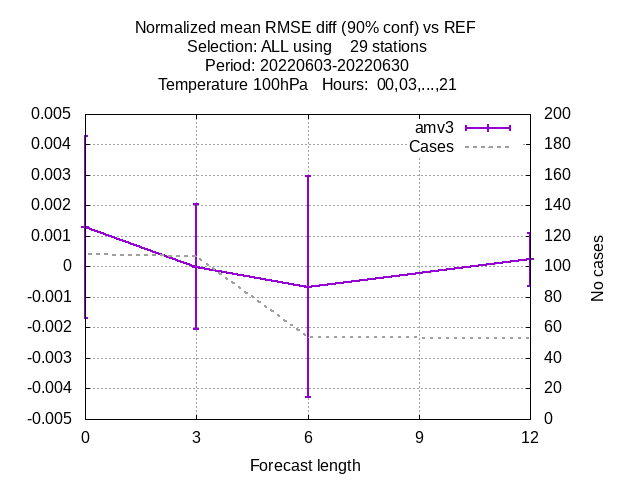 Normalized mean RMSE diff (90% conf) vs REF
Selection: ALL using    29 stations
Period: 20220603-20220630
Temperature 100hPa   Hours:  00,03,...,21
0.005
0.004
0.003
0.002
0.001
0
-0.001
-0.002
-0.003
-0.004
-0.005
amv3
Cases
200
180
160
140
120
100
80
60
40
20
0
No cases
0 3 6 9 12
Forecast length